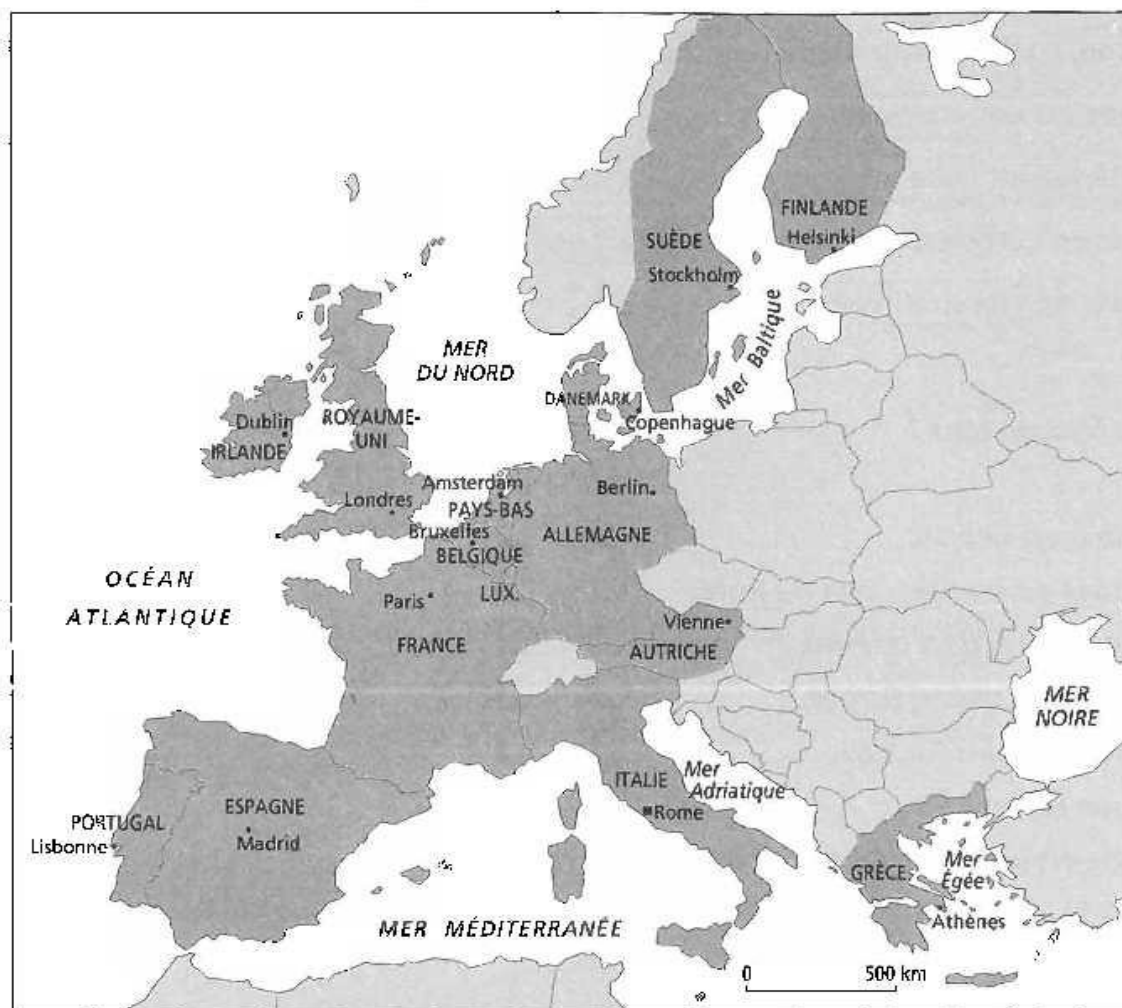 FINLANDE
Helsinki
SUÈDE
Stockholm
MER
DU NORD
Mer Baltique
DANEMARK
Copenhague
Dublin
IRLANDE
ROYAUME-
UNI
Londres
Amsterdam
PAYS-BAS
Bruxelles
BELGIQUE
LUX.
Berlin
ALLEMAGNE
OCÉAN
ATLANTIQUE
Paris
FRANCE
Vienne
AUTRICHE
MER
NOIRE
ITALIE
Rome
Mer
Adriatique
ESPAGNE
Madrid
PORTUGAL
Lisbonne
GRÈCE
Mer
Égée
Athènes
MER MÉDITERRANÉE
0 500 km